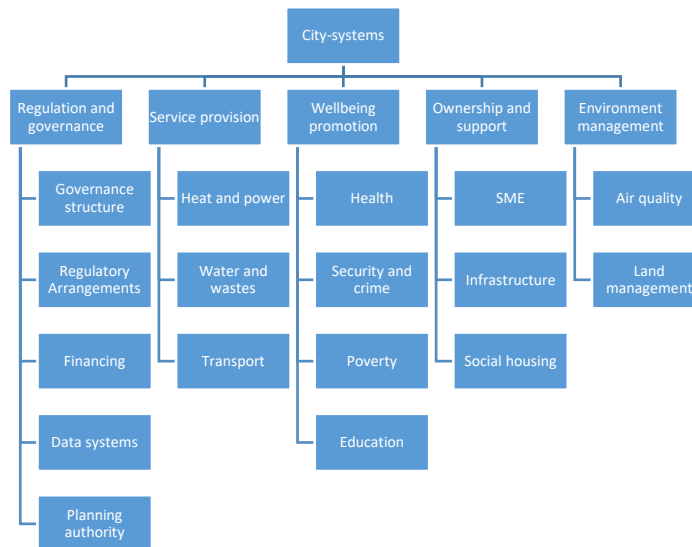 City-systems
Regulation and
governance
Service provision
Wellbeing
promotion
Ownership and
support
Environment
management
Governance
structure
Heat and power
Health
SME
Air quality
Regulatory
Arrangements
Water and
wastes
Security and
crime
Infrastructure
Land
management
Financing
Transport
Poverty
Social housing
Data systems
Education
Planning
authority